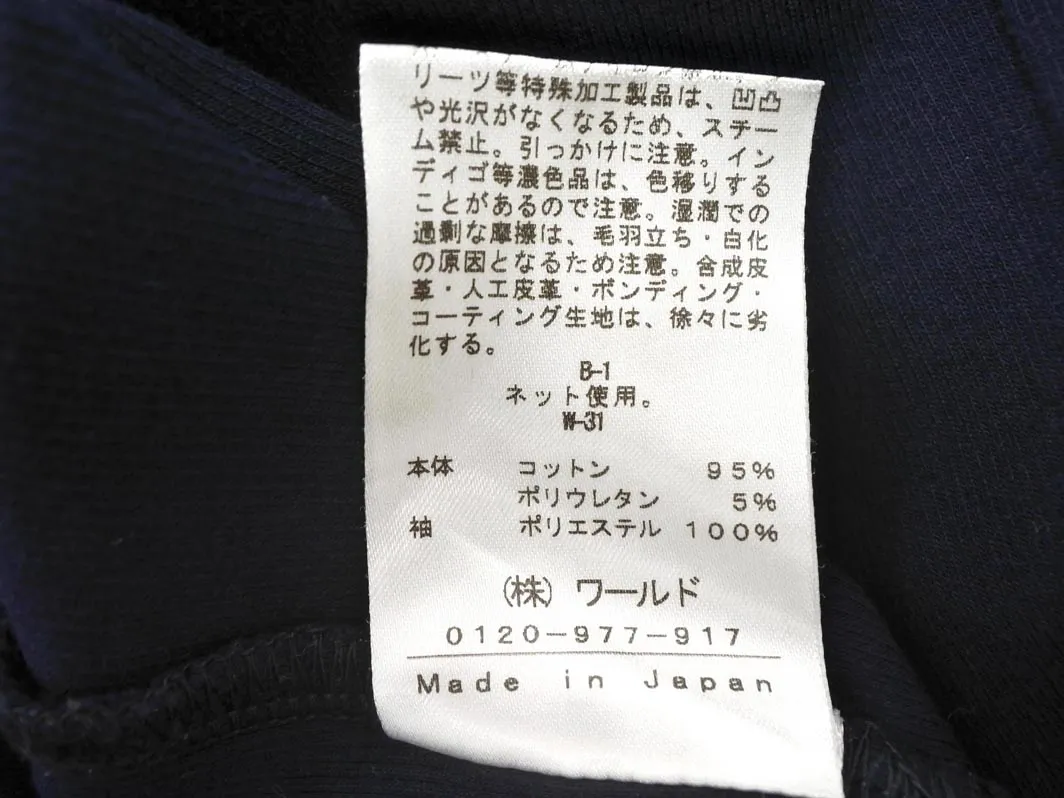 リーツ等特殊加工製品は、凹凸
や光沢がなくなるため、スチー
ム禁止。引っかけに注意。イン
ディゴ等濃色品は、色移りする
ことがあるので注意。湿潤での
過剰な摩擦は、毛羽立ち・白化
の原因となるため注意。合成皮
革・人工皮革・ボンディング・
コーティング生地は、徐々に劣
化する。
B-1
ネット使用。
W-31
本体 コットン 95%
ポリウレタン 5%
袖 ポリエステル 100%
(株) ワールド
0120-977-917
Made in Japan